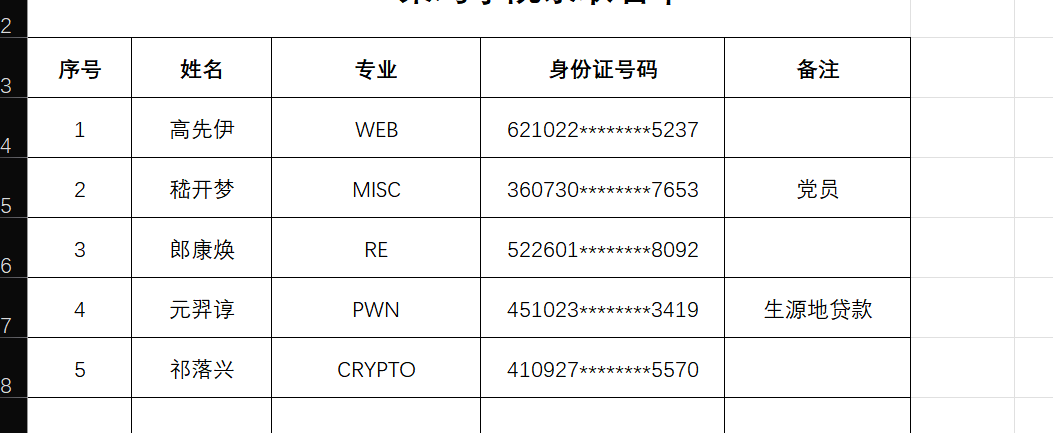 2
3 序号 姓名 专业 身份证号码 备注
4 1 高先伊 WEB 621022********5237
5 2 嵇开梦 MISC 360730********7653 党员
6 3 郎康焕 RE 522601********8092
7 4 元羿谆 PWN 451023********3419 生源地贷款
8 5 祁落兴 CRYPTO 410927********5570